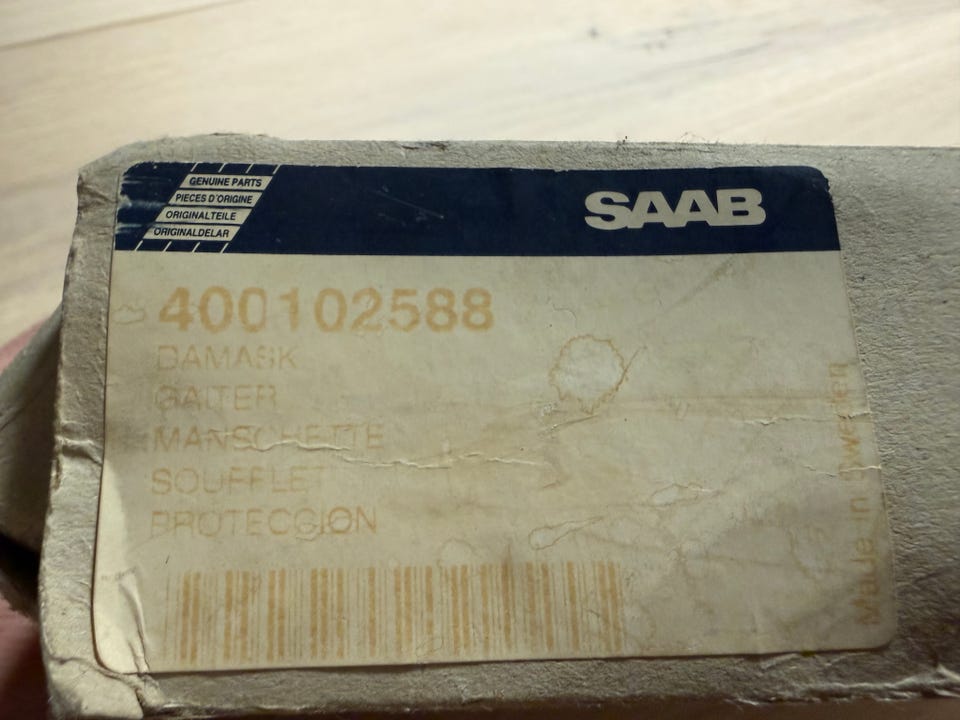 GENUINE PARTS
PIECES D'ORIGINE
ORIGINALTEILE
ORIGINALDELAR
SAAB
400102588
DAMASK
GAITER
MANSCHETTE
SOUFFLET
PROTECCION
Made in Sweden